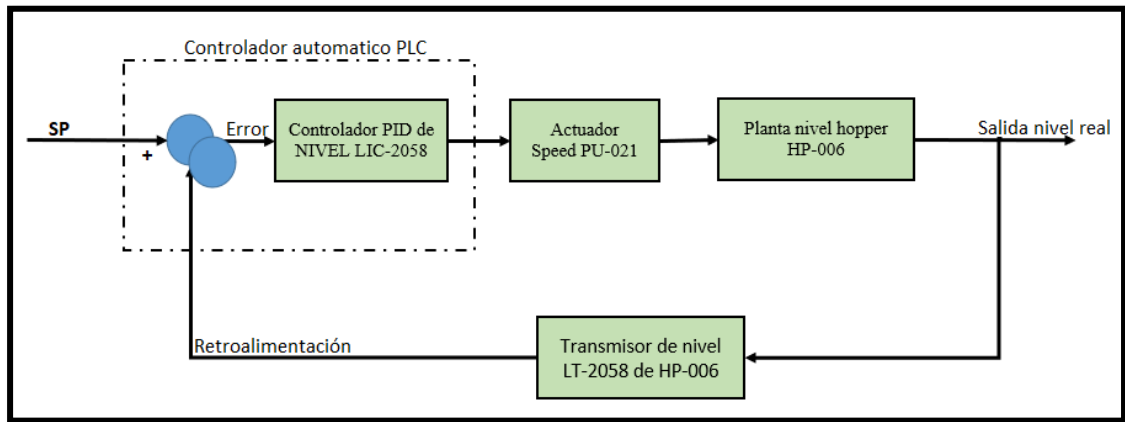 Controlador automatico PLC
SP
+
Error
Controlador PID de
NIVEL LIC-2058
Actuador
Speed PU-021
Planta nivel hopper
HP-006
Salida nivel real
Retroalimentación
Transmisor de nivel
LT-2058 de HP-006